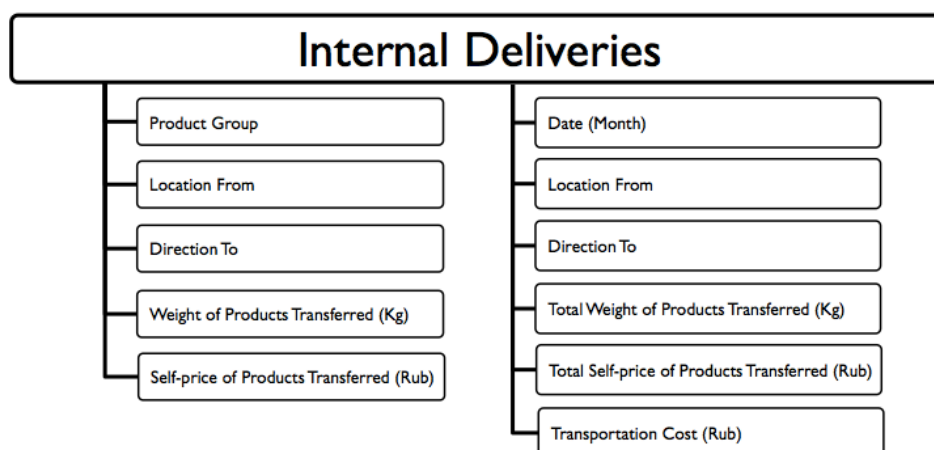 Internal Deliveries
Product Group
Location From
Direction To
Weight of Products Transferred (Kg)
Self-price of Products Transferred (Rub)
Date (Month)
Location From
Direction To
Total Weight of Products Transferred (Kg)
Total Self-price of Products Transferred (Rub)
Transportation Cost (Rub)